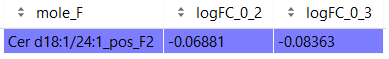 mole_F logFC_0_2 logFC_0_3
Cer d18:1/24:1_pos_F2 -0.06881 -0.08363